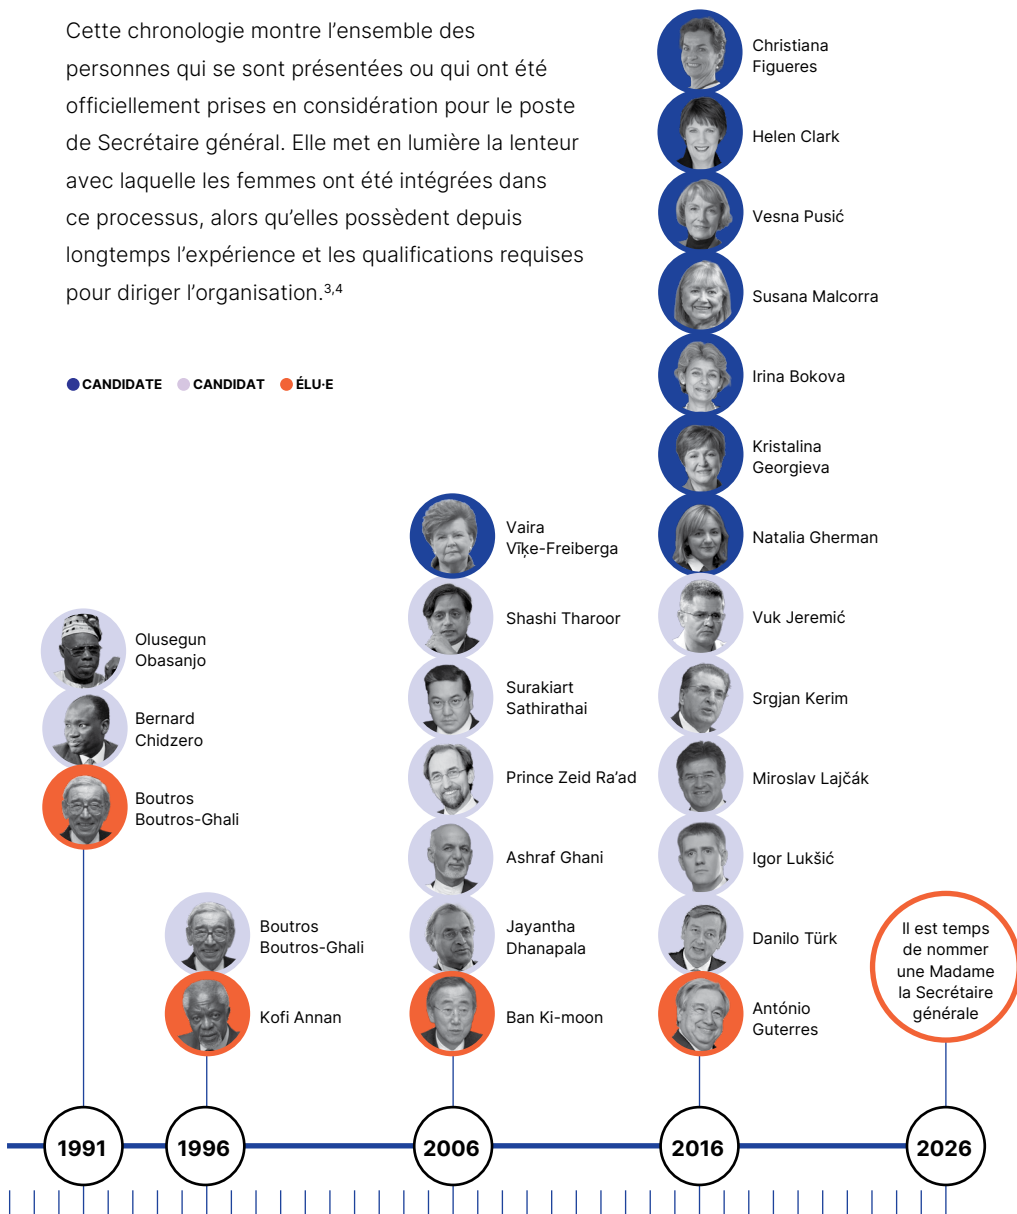 Cette chronologie montre l’ensemble des
personnes qui se sont présentées ou qui ont été
officiellement prises en considération pour le poste
de Secrétaire général. Elle met en lumière la lenteur
avec laquelle les femmes ont été intégrées dans
ce processus, alors qu’elles possèdent depuis
longtemps l’expérience et les qualifications requises
pour diriger l’organisation.³,⁴
CANDIDATE CANDIDAT ÉLU·E
Olusegun
Obasanjo
Bernard
Chidzero
Boutros
Boutros-Ghali
Boutros
Boutros-Ghali
Kofi Annan
Vaira
Vīķe-Freiberga
Shashi Tharoor
Surakiart
Sathirathai
Prince Zeid Ra’ad
Ashraf Ghani
Jayantha
Dhanapala
Ban Ki-moon
Christiana
Figueres
Helen Clark
Vesna Pusić
Susana Malcorra
Irina Bokova
Kristalina
Georgieva
Natalia Gherman
Vuk Jeremić
Srgjan Kerim
Miroslav Lajčák
Igor Lukšić
Danilo Türk
António
Guterres
Il est temps
de nommer
une Madame
la Secrétaire
générale
1991 1996 2006 2016 2026